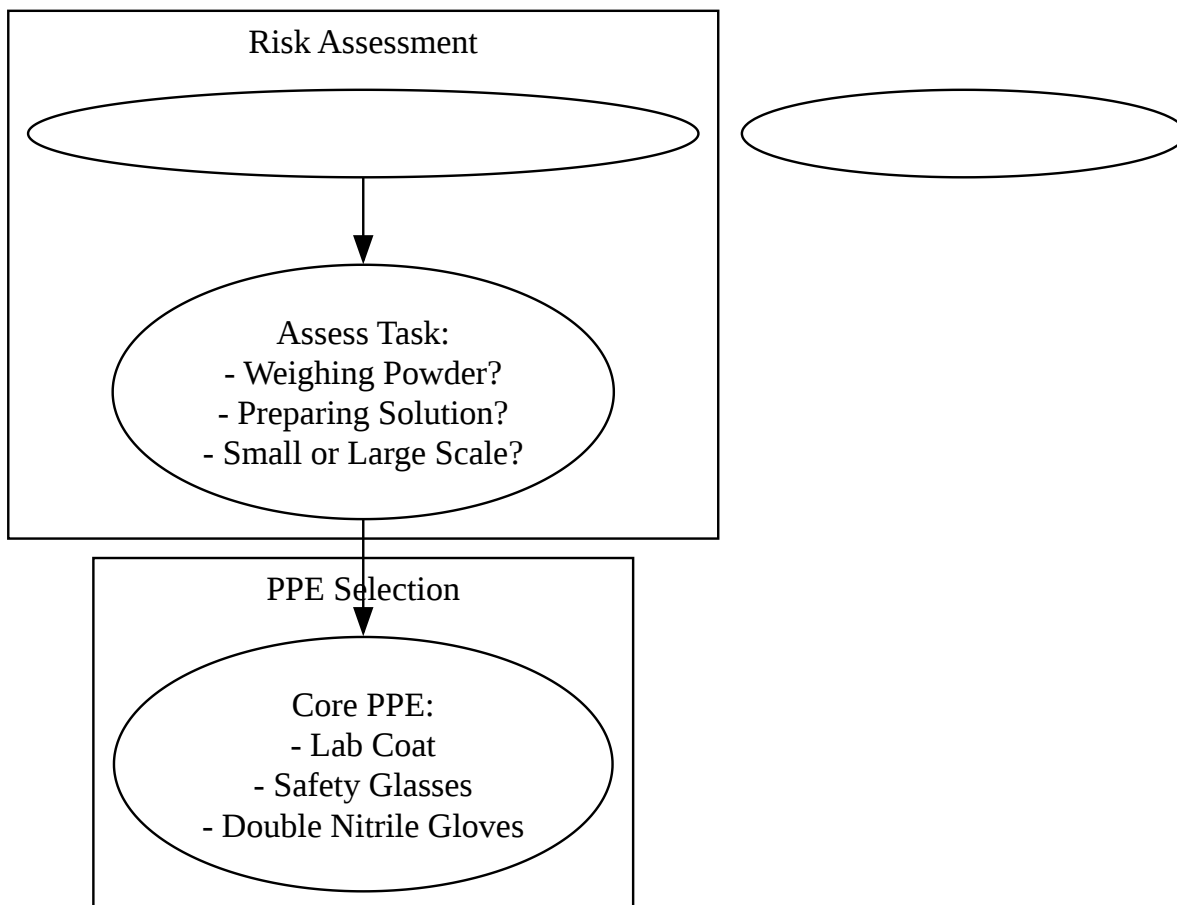 Risk Assessment
Assess Task:
- Weighing Powder?
- Preparing Solution?
- Small or Large Scale?
PPE Selection
Core PPE:
- Lab Coat
- Safety Glasses
- Double Nitrile Gloves